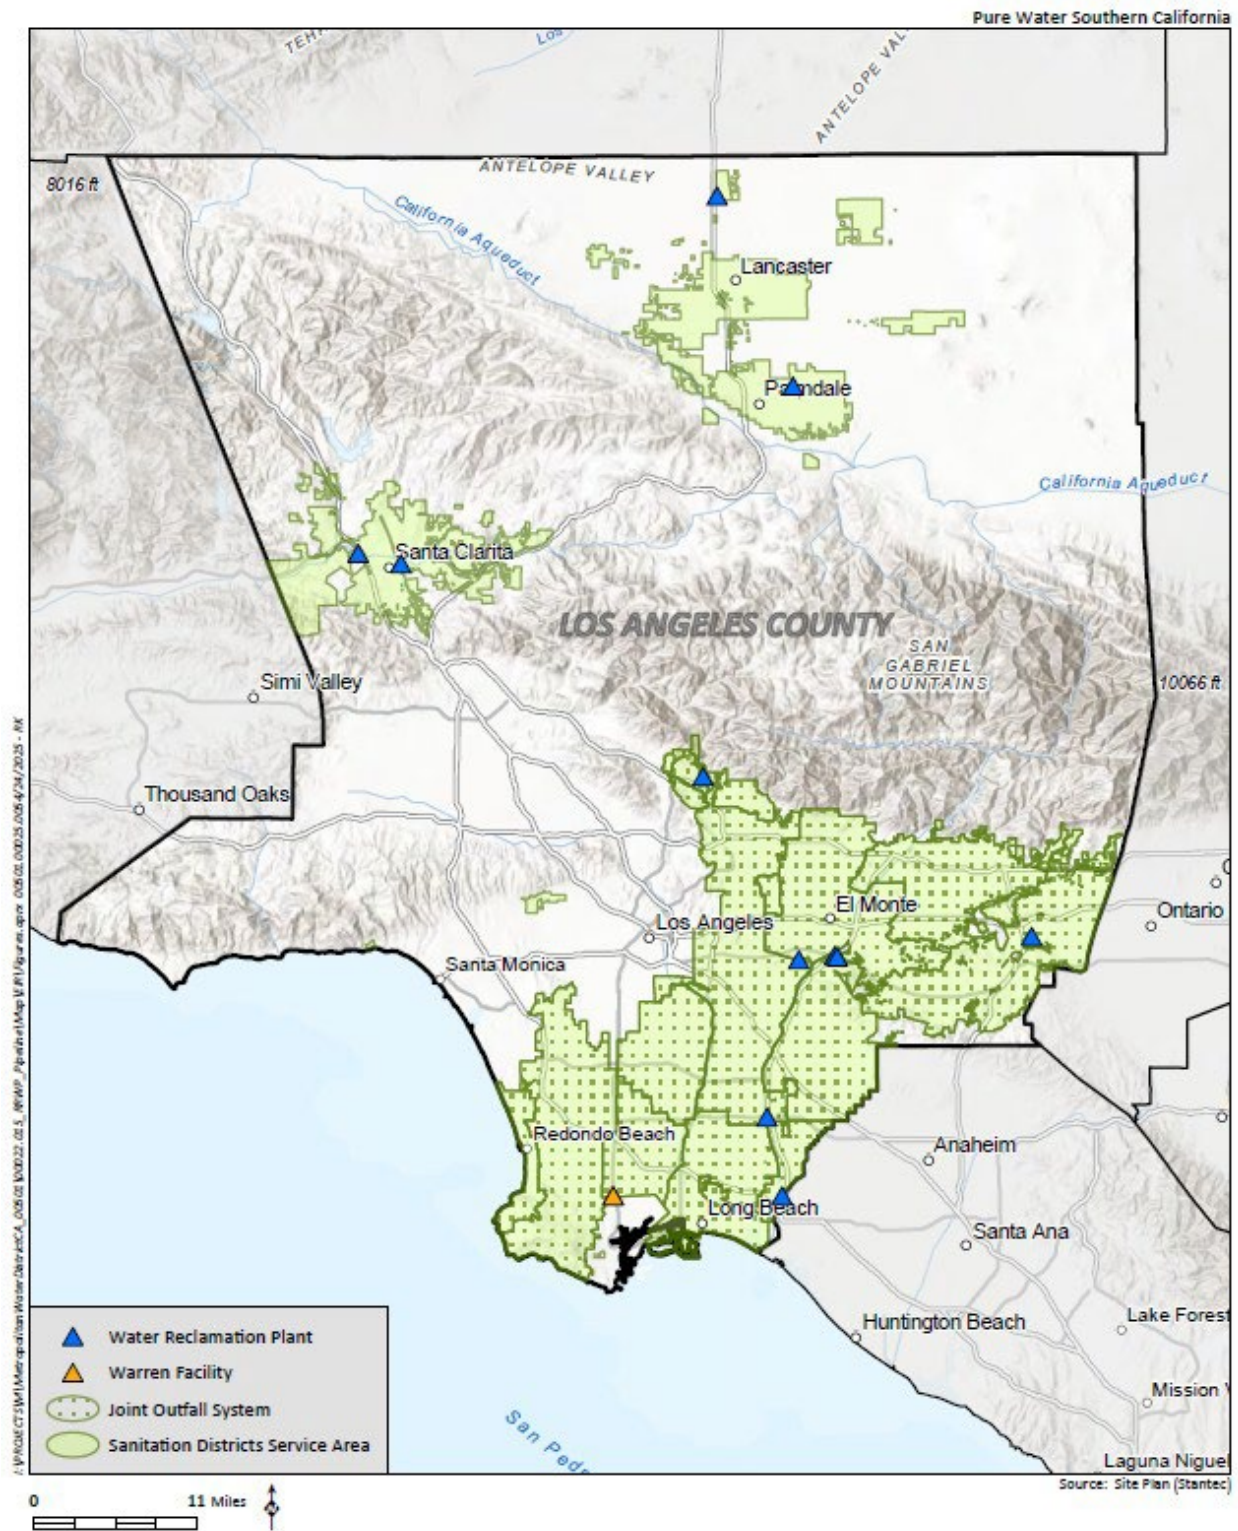 Pure Water Southern California
Los
ANTELOPE VAL
ANTELOPE VALLEY
8016 ft
California Aqueduct
Lancaster
Palmdale
California Aqueduct
Santa Clarita
LOS ANGELES COUNTY
SAN
GABRIEL
MOUNTAINS
10066 ft
Simi Valley
Thousand Oaks
El Monte
Ontario
Los Angeles
Santa Monica
Redondo Beach
Anaheim
Long Beach
Santa Ana
Huntington Beach
Lake Forest
Mission V
Laguna Niguel
San Ped
Water Reclamation Plant
Warren Facility
Joint Outfall System
Sanitation Districts Service Area
Source: Site Plan (Stantec)
0 11 Miles
N